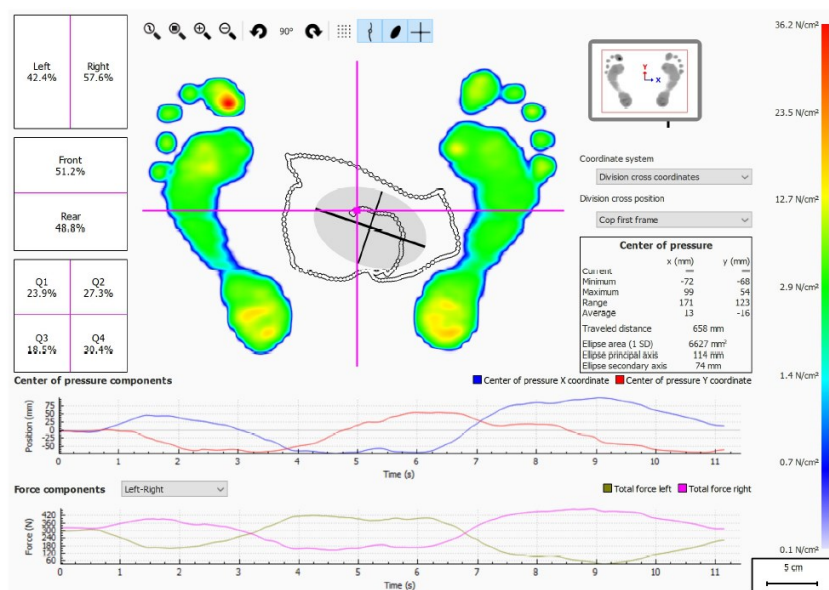 90°
36.2 N/cm²
23.5 N/cm²
12.7 N/cm²
2.9 N/cm²
1.4 N/cm²
0.7 N/cm²
0.1 N/cm²
Left Right
42.4% 57.6%
Front
51.2%
Rear
48.8%
Q1 Q2
23.9% 27.3%
Q3 Q4
18.5% 30.4%
Y
X
Coordinate system
Division cross coordinates
Division cross position
Cop first frame
Center of pressure
x (mm) y (mm)
Current — —
Minimum -72 -68
Maximum 99 54
Range 171 123
Average 13 -16
Traveled distance 658 mm
Ellipse area (1 SD) 6627 mm²
Ellipse principal axis 114 mm
Ellipse secondary axis 74 mm
Center of pressure components
Center of pressure X coordinate Center of pressure Y coordinate
Position (mm)
75
50
25
0
-25
-50
0 1 2 3 4 5 6 7 8 9 10 11
Time (s)
Force components Left-Right
Total force left Total force right
Force (N)
420
360
300
240
180
120
60
0 1 2 3 4 5 6 7 8 9 10 11
Time (s)
5 cm